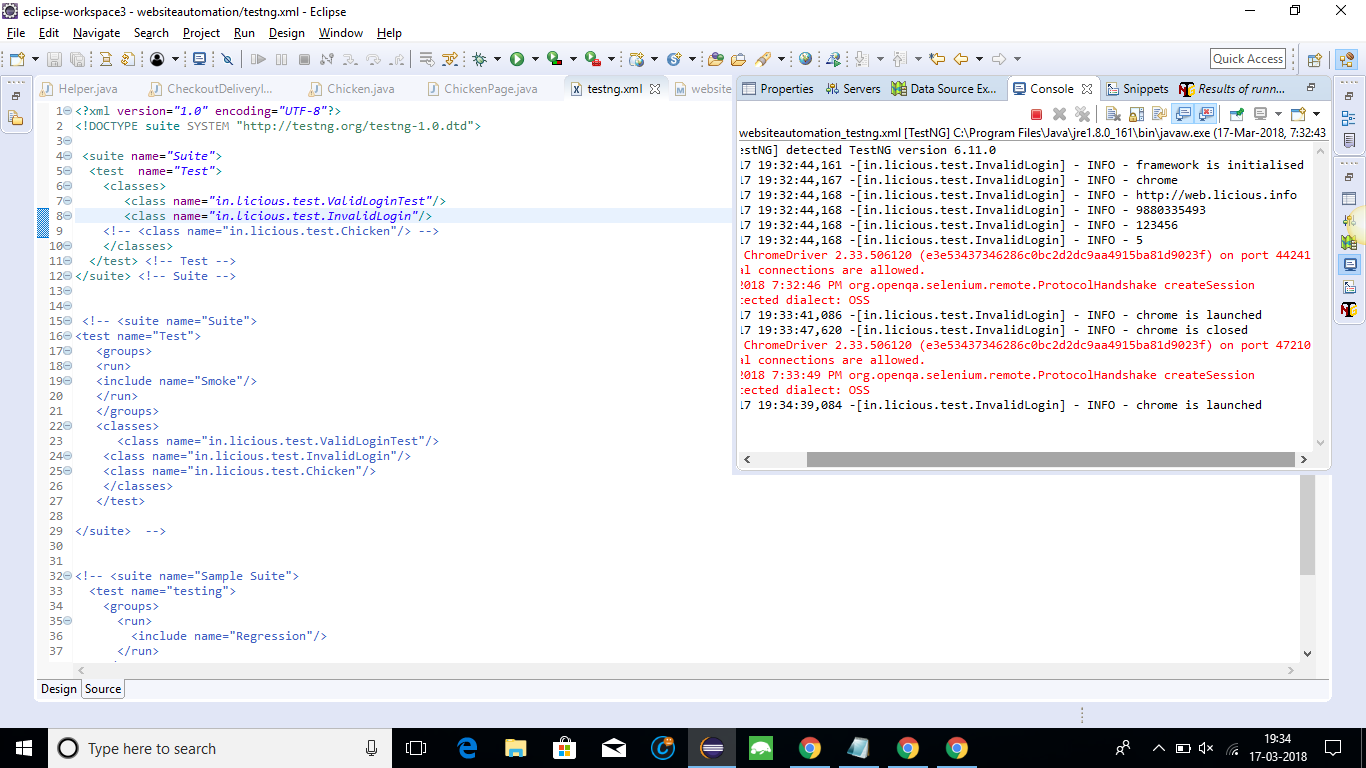 eclipse-workspace3 - websiteautomation/testng.xml - Eclipse
File Edit Navigate Search Project Run Design Window Help
Quick Access
Helper.java CheckoutDeliveryI... Chicken.java ChickenPage.java testng.xml website
1 <?xml version="1.0" encoding="UTF-8"?>
2 <!DOCTYPE suite SYSTEM "http://testng.org/testng-1.0.dtd">
3
4 <suite name="Suite">
5 <test  name="Test">
6 <classes>
7 <class name="in.licious.test.ValidLoginTest"/>
8 <class name="in.licious.test.InvalidLogin"/>
9 <!-- <class name="in.licious.test.Chicken"/> -->
10 </classes>
11 </test> <!-- Test -->
12 </suite> <!-- Suite -->
13
14
15 <!-- <suite name="Suite">
16 <test name="Test">
17 <groups>
18 <run>
19 <include name="Smoke"/>
20 </run>
21 </groups>
22 <classes>
23 <class name="in.licious.test.ValidLoginTest"/>
24 <class name="in.licious.test.InvalidLogin"/>
25 <class name="in.licious.test.Chicken"/>
26 </classes>
27 </test>
28
29 </suite>  -->
30
31
32 <!-- <suite name="Sample Suite">
33 <test name="testing">
34 <groups>
35 <run>
36 <include name="Regression"/>
37 </run>
Design Source
Properties Servers Data Source Ex... Console Snippets Results of runn...
websiteautomation_testng.xml [TestNG] C:\Program Files\Java\jre1.8.0_161\bin\javaw.exe (17-Mar-2018, 7:32:43
estNG] detected TestNG version 6.11.0
17 19:32:44,161 -[in.licious.test.InvalidLogin] - INFO - framework is initialised
17 19:32:44,167 -[in.licious.test.InvalidLogin] - INFO - chrome
17 19:32:44,168 -[in.licious.test.InvalidLogin] - INFO - http://web.licious.info
17 19:32:44,168 -[in.licious.test.InvalidLogin] - INFO - 9880335493
17 19:32:44,168 -[in.licious.test.InvalidLogin] - INFO - 123456
17 19:32:44,168 -[in.licious.test.InvalidLogin] - INFO - 5
ChromeDriver 2.33.506120 (e3e53437346286c0bc2d2dc9aa4915ba81d9023f) on port 44241
al connections are allowed.
2018 7:32:46 PM org.openqa.selenium.remote.ProtocolHandshake createSession
tected dialect: OSS
17 19:33:41,086 -[in.licious.test.InvalidLogin] - INFO - chrome is launched
17 19:33:47,620 -[in.licious.test.InvalidLogin] - INFO - chrome is closed
ChromeDriver 2.33.506120 (e3e53437346286c0bc2d2dc9aa4915ba81d9023f) on port 47210
al connections are allowed.
2018 7:33:49 PM org.openqa.selenium.remote.ProtocolHandshake createSession
tected dialect: OSS
17 19:34:39,084 -[in.licious.test.InvalidLogin] - INFO - chrome is launched
Type here to search
19:34
17-03-2018